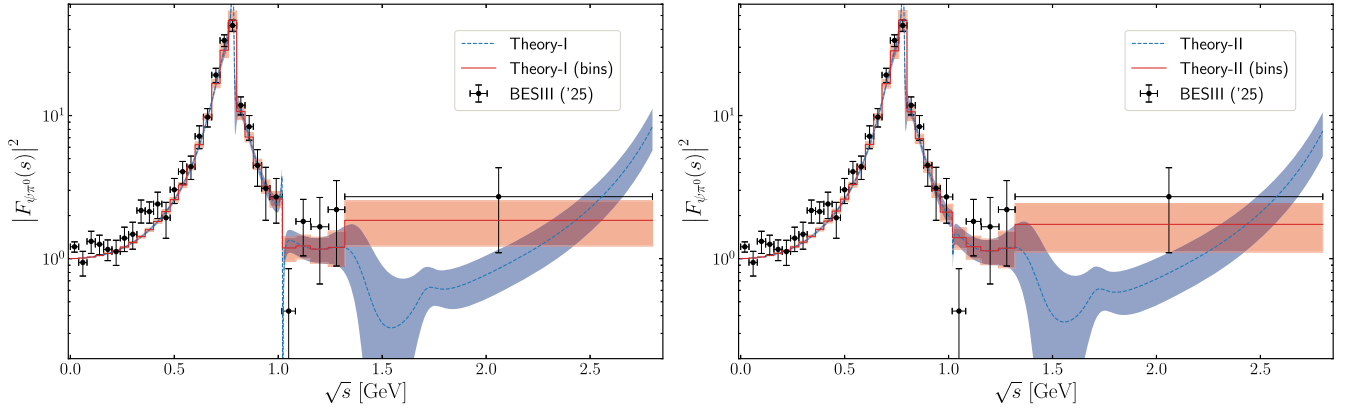 |F_{ψπ⁰}(s)|²
10¹
10⁰
0.0 0.5 1.0 1.5 2.0 2.5
√s [GeV]
Theory-I
Theory-I (bins)
BESIII ('25)
|F_{ψπ⁰}(s)|²
10¹
10⁰
0.0 0.5 1.0 1.5 2.0 2.5
√s [GeV]
Theory-II
Theory-II (bins)
BESIII ('25)